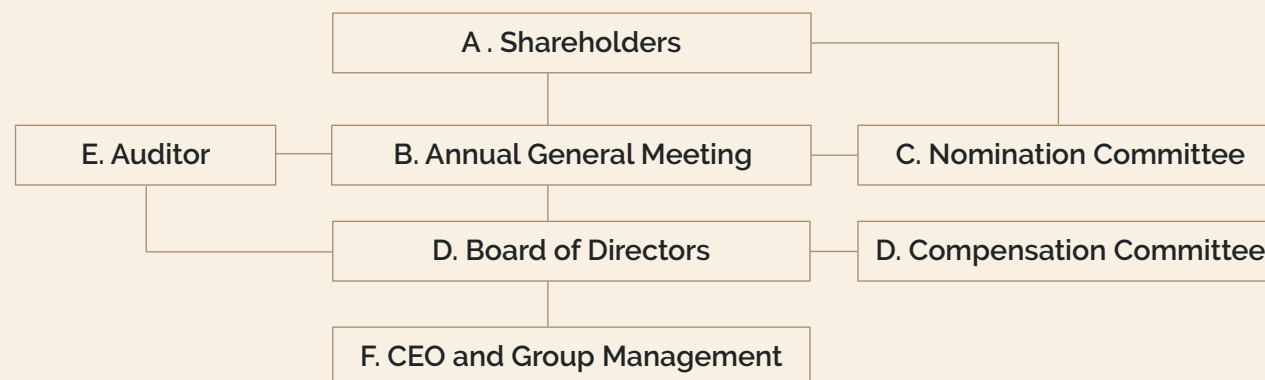 A . Shareholders
E. Auditor
B. Annual General Meeting
C. Nomination Committee
D. Board of Directors
D. Compensation Committee
F. CEO and Group Management